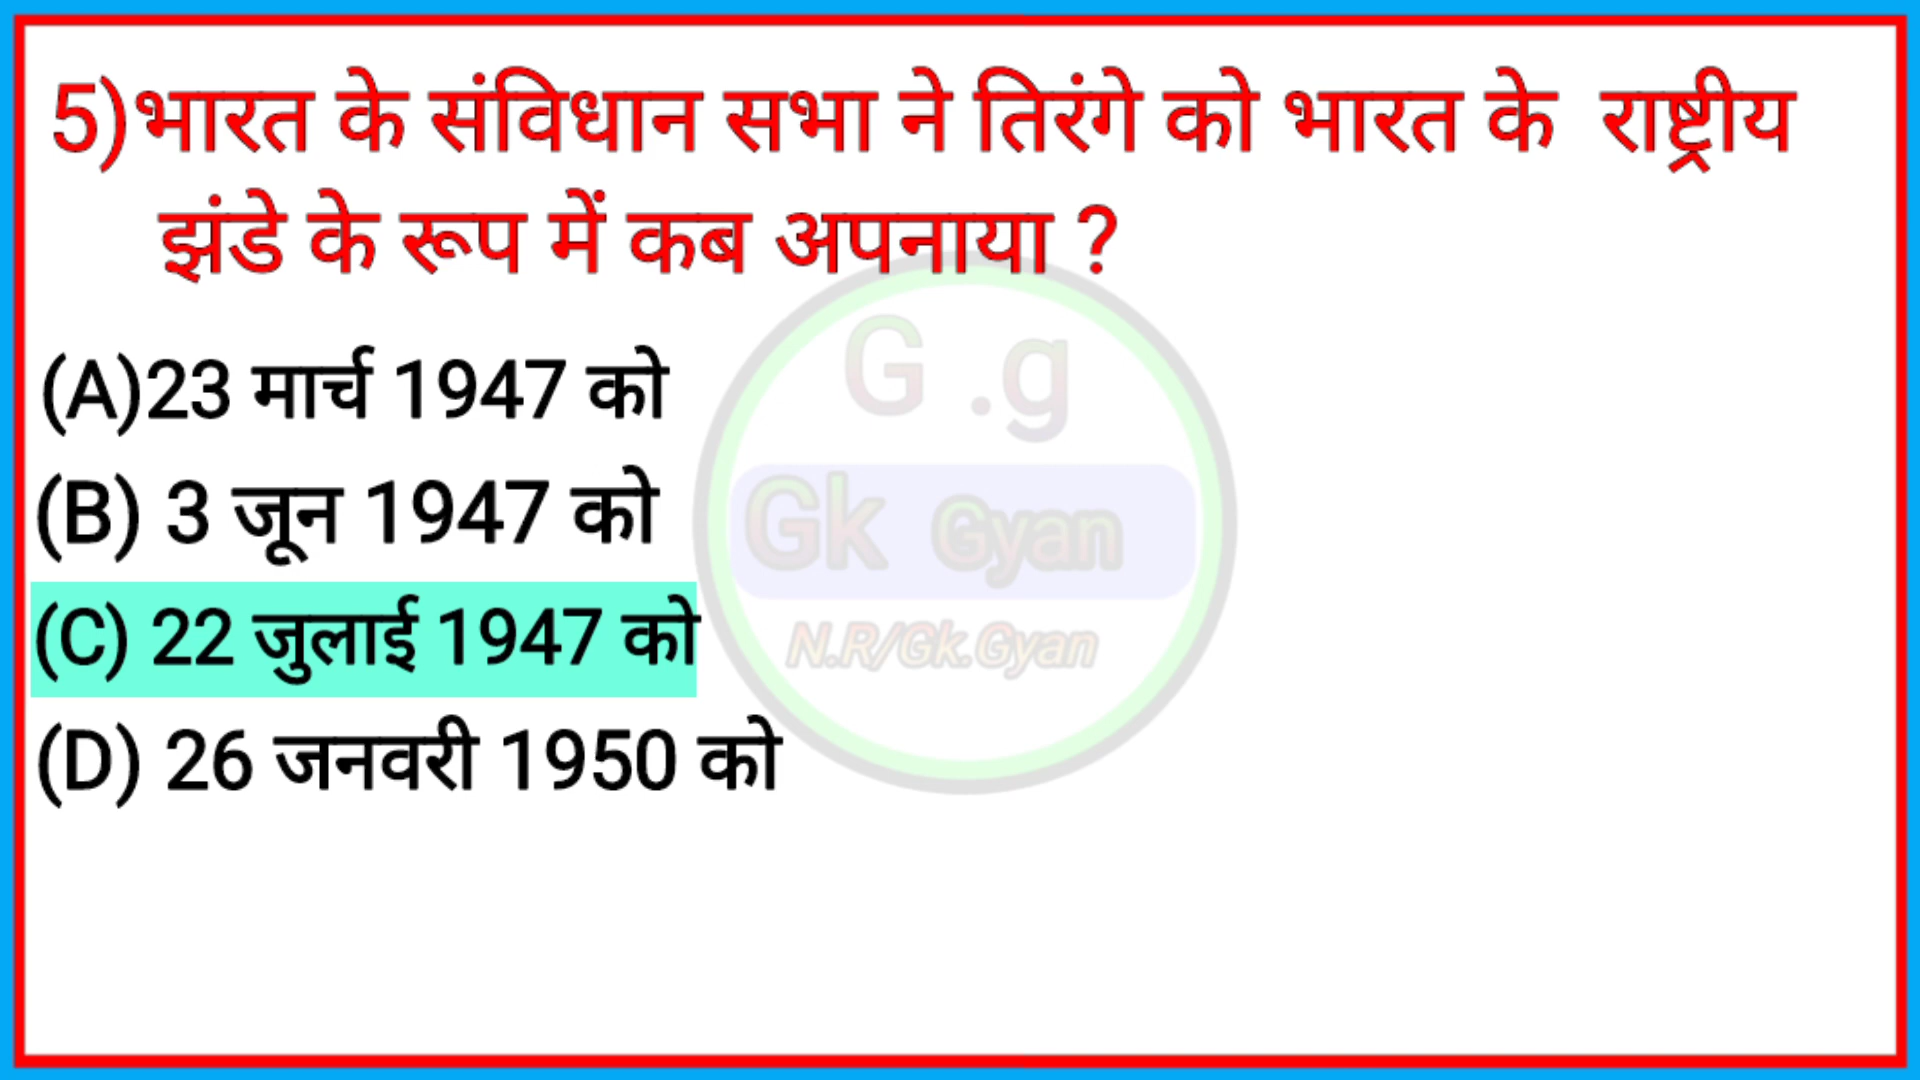 5)भारत के संविधान सभा ने तिरंगे को भारत के राष्ट्रीय
झंडे के रूप में कब अपनाया ?
(A)23 मार्च 1947 को
(B) 3 जून 1947 को
(C) 22 जुलाई 1947 को
(D) 26 जनवरी 1950 को
G .g
Gk Gyan
N.R/Gk.Gyan